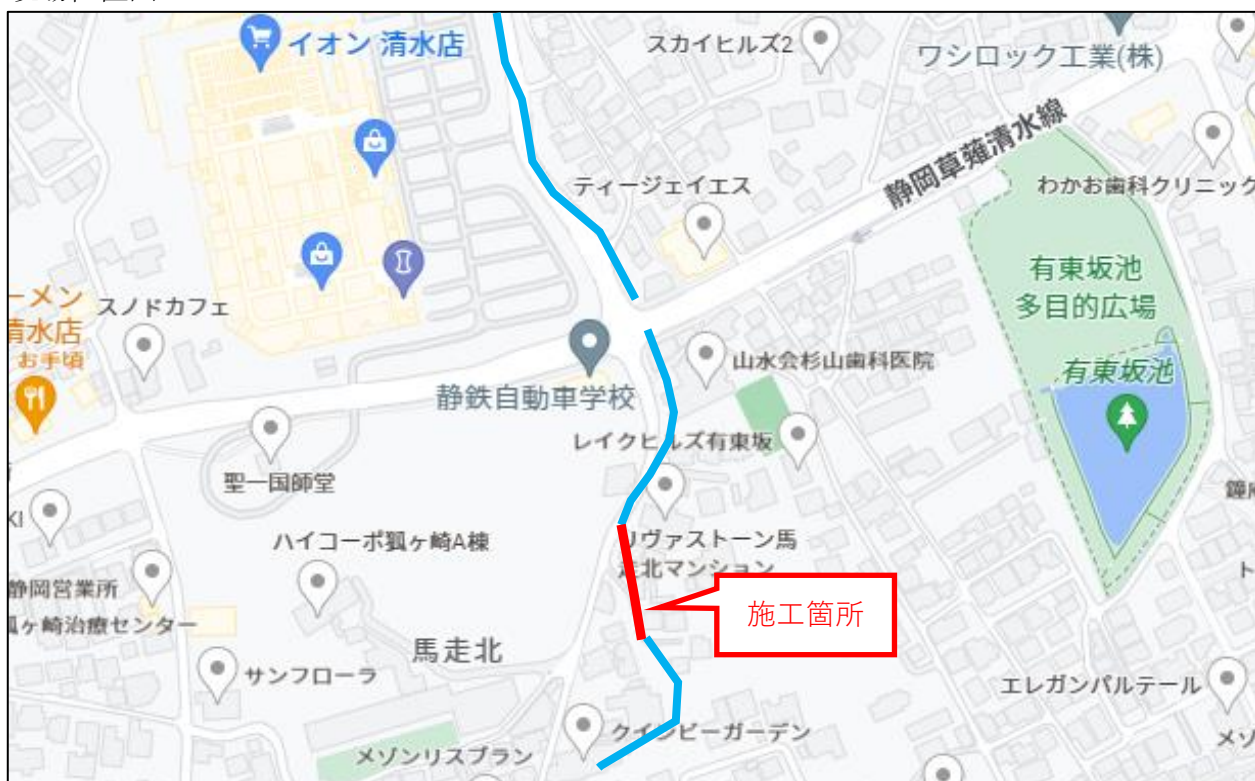 イオン 清水店
スカイヒルズ2
ワシロック工業(株)
静岡草薙清水線
ティージェイエス
わかお歯科クリニック
有東坂池
多目的広場
ーメン
清水店
お手頃
スノドカフェ
山水会杉山歯科医院
有東坂池
静鉄自動車学校
レイクヒルズ有東坂
聖一国師堂
KI
ハイコーポ狐ヶ崎A棟
リヴァストーン馬
走北マンション
静岡営業所
狐ヶ崎治療センター
施工箇所
馬走北
サンフローラ
エレガンパルテール
クインビーガーデン
メゾンリスブラン
メゾ